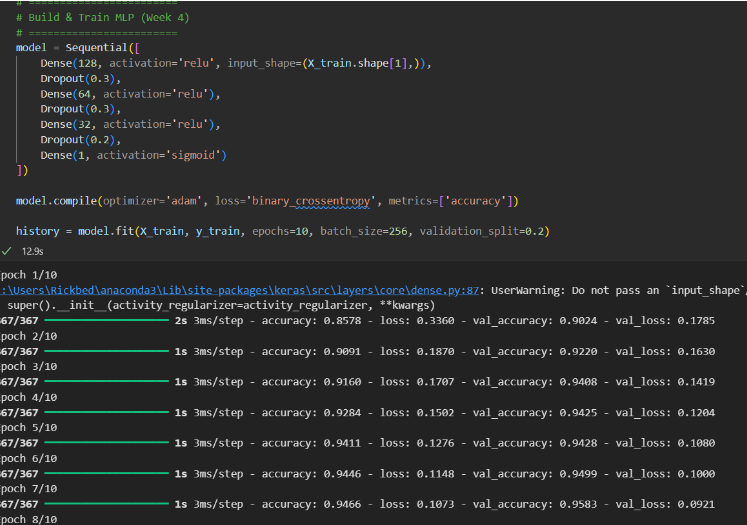 # ========================
# Build & Train MLP (Week 4)
# ========================
model = Sequential([
    Dense(128, activation='relu', input_shape=(X_train.shape[1],)),
    Dropout(0.3),
    Dense(64, activation='relu'),
    Dropout(0.3),
    Dense(32, activation='relu'),
    Dropout(0.2),
    Dense(1, activation='sigmoid')
])
model.compile(optimizer='adam', loss='binary_crossentropy', metrics=['accuracy'])
history = model.fit(X_train, y_train, epochs=10, batch_size=256, validation_split=0.2)
12.9s
poch 1/10
:\Users\Rickbed\anaconda3\Lib\site-packages\keras\src\layers\core\dense.py:87: UserWarning: Do not pass an `input_shape`/
super().__init__(activity_regularizer=activity_regularizer, **kwargs)
367/367 2s 3ms/step - accuracy: 0.8578 - loss: 0.3360 - val_accuracy: 0.9024 - val_loss: 0.1785
poch 2/10
367/367 1s 3ms/step - accuracy: 0.9091 - loss: 0.1870 - val_accuracy: 0.9220 - val_loss: 0.1630
poch 3/10
367/367 1s 3ms/step - accuracy: 0.9160 - loss: 0.1707 - val_accuracy: 0.9408 - val_loss: 0.1419
poch 4/10
367/367 1s 3ms/step - accuracy: 0.9284 - loss: 0.1502 - val_accuracy: 0.9425 - val_loss: 0.1204
poch 5/10
367/367 1s 3ms/step - accuracy: 0.9411 - loss: 0.1276 - val_accuracy: 0.9428 - val_loss: 0.1080
poch 6/10
367/367 1s 3ms/step - accuracy: 0.9446 - loss: 0.1148 - val_accuracy: 0.9499 - val_loss: 0.1000
poch 7/10
367/367 1s 3ms/step - accuracy: 0.9466 - loss: 0.1073 - val_accuracy: 0.9583 - val_loss: 0.0921
poch 8/10